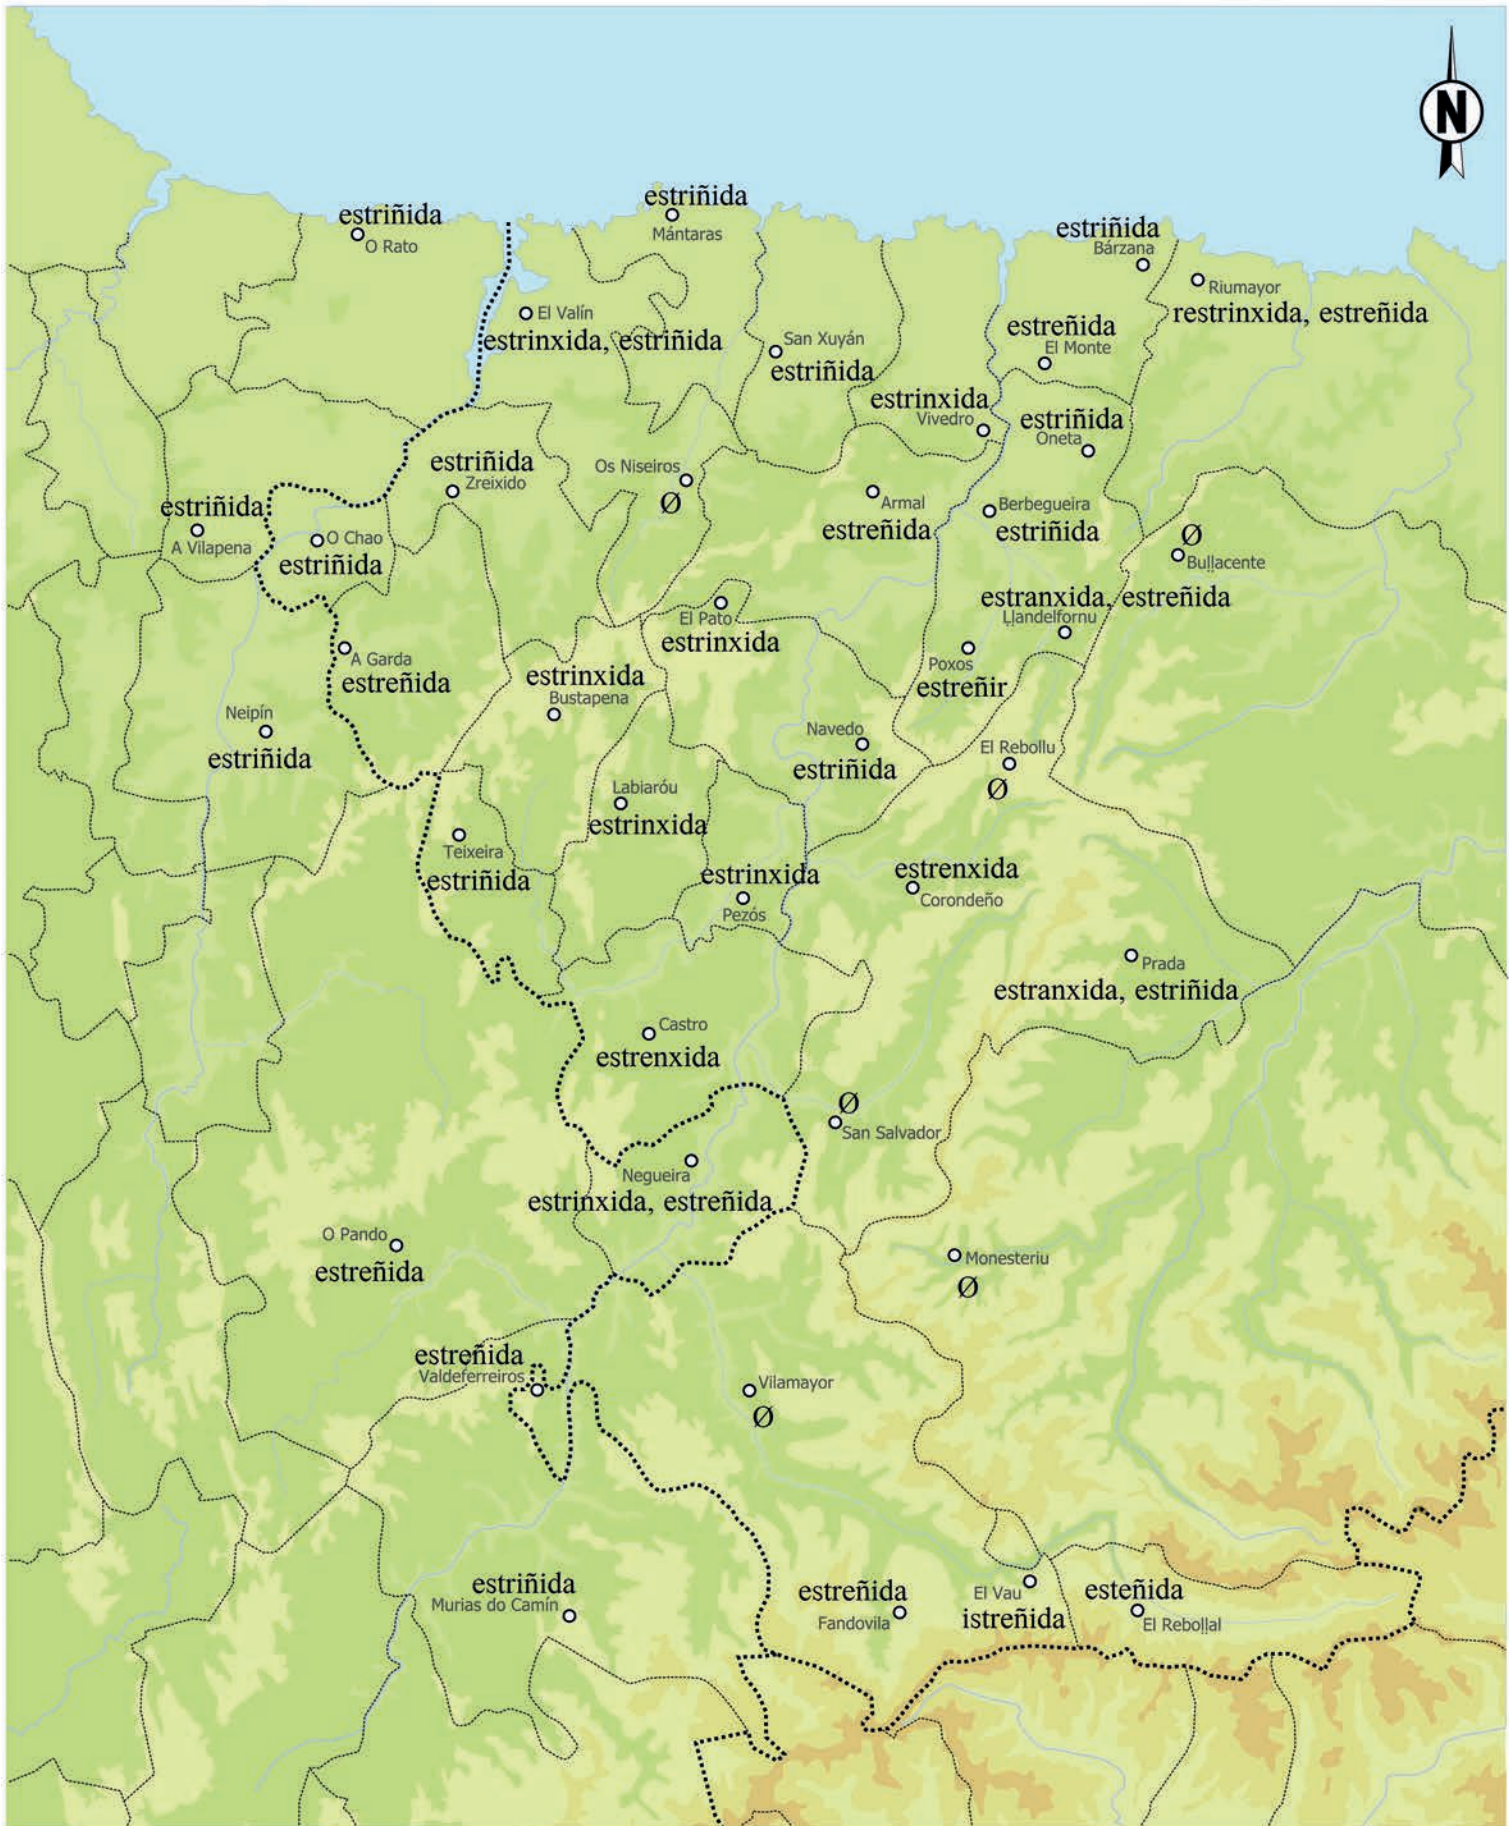 N
estriñida
O Rato
estriñida
Mántaras
estriñida
Bárzana
Riumayor
restrinxida, estreñida
El Valín
estrinxida, estriñida
San Xuyán
estriñida
estreñida
El Monte
estrinxida
Vivedro
estriñida
Oneta
estriñida
Zreixido
Os Niseiros
Ø
Armal
estreñida
Berbegueira
estriñida
estriñida
A Vilapena
O Chao
estriñida
Ø
Buḷḷacente
estranxida, estreñida
Ḷḷandelfornu
El Pato
estrinxida
A Garda
estreñida
Poxos
estreñir
estrinxida
Bustapena
Neipín
estriñida
Navedo
estriñida
El Rebollu
Ø
Labiaróu
estrinxida
Teixeira
estriñida
estrinxida
Pezós
estrenxida
Corondeño
Prada
estranxida, estriñida
Castro
estrenxida
Ø
San Salvador
Negueira
estrinxida, estreñida
O Pando
estreñida
Monesteriu
Ø
estreñida
Valdeferreiros
Vilamayor
Ø
estriñida
Murias do Camín
estreñida
Fandovila
El Vau
istreñida
esteñida
El Reboḷḷal